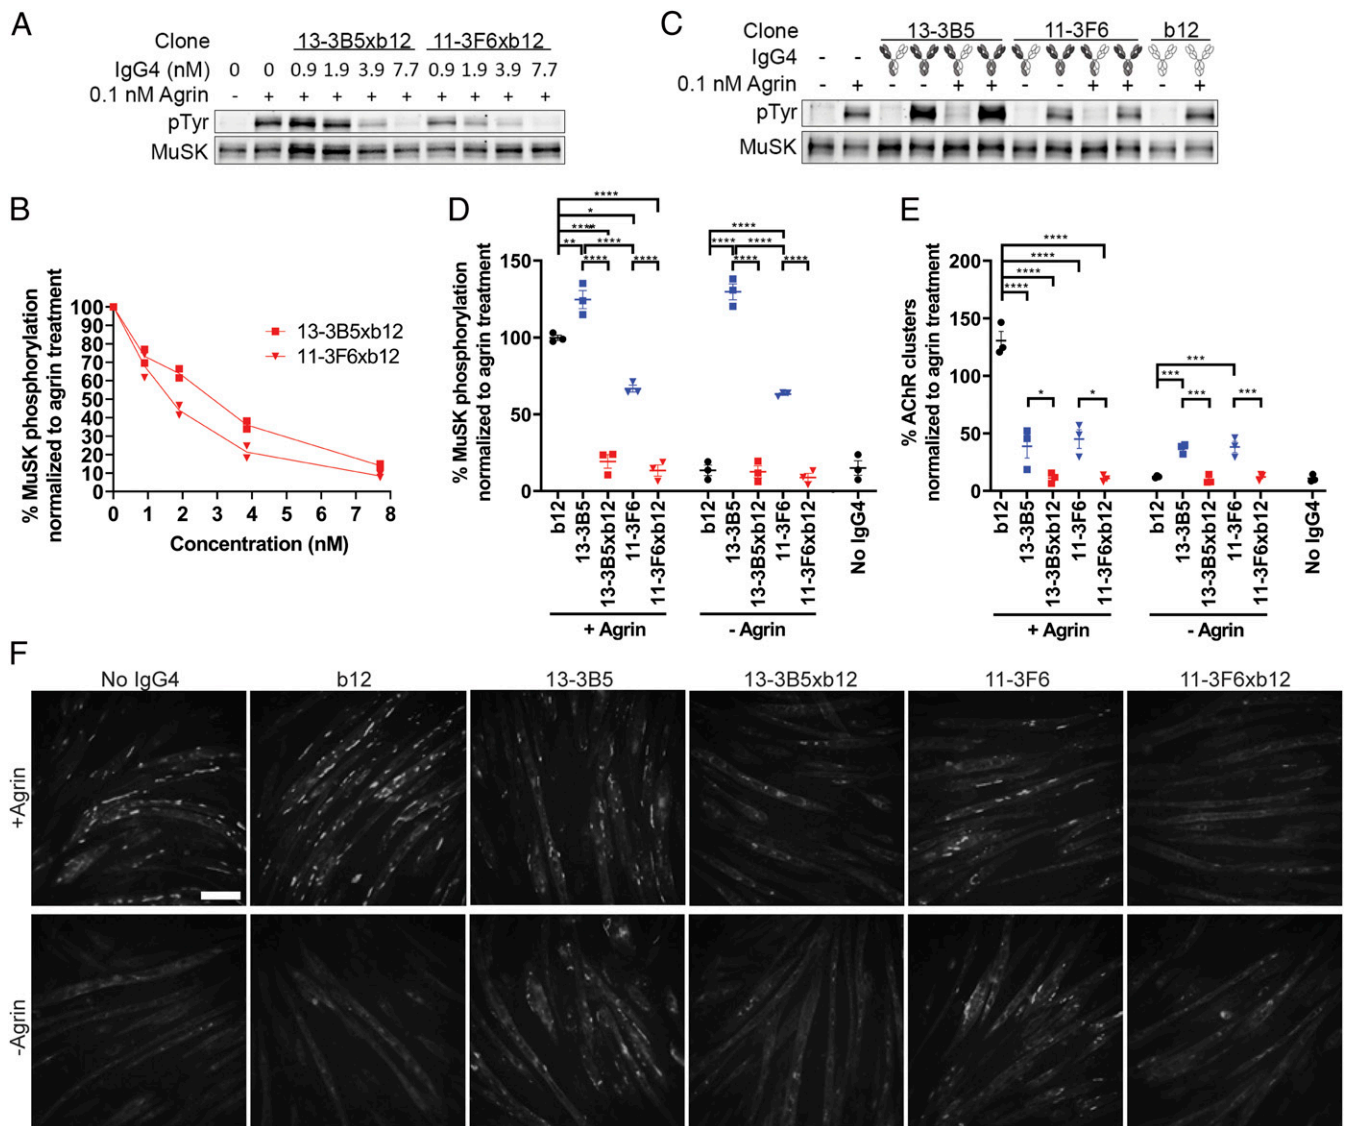 A
Clone 13-3B5xb12 11-3F6xb12
IgG4 (nM) 0 0 0.9 1.9 3.9 7.7 0.9 1.9 3.9 7.7
0.1 nM Agrin - + + + + + + + + +
pTyr
MuSK
C
Clone 13-3B5 11-3F6 b12
IgG4 - -
0.1 nM Agrin - + - - + + - - + + - +
pTyr
MuSK
B
% MuSK phosphorylation
normalized to agrin treatment
100
90
80
70
60
50
40
30
20
10
0
0 1 2 3 4 5 6 7 8
Concentration (nM)
13-3B5xb12
11-3F6xb12
D
% MuSK phosphorylation
normalized to agrin treatment
150
100
50
0
****
*
****
** ****
**** ****
****
**** ****
**** ****
b12 13-3B5 13-3B5xb12 11-3F6 11-3F6xb12 b12 13-3B5 13-3B5xb12 11-3F6 11-3F6xb12 No IgG4
+ Agrin - Agrin
E
% AChR clusters
normalized to agrin treatment
200
150
100
50
0
****
****
****
****
* *
***
***
*** ***
b12 13-3B5 13-3B5xb12 11-3F6 11-3F6xb12 b12 13-3B5 13-3B5xb12 11-3F6 11-3F6xb12 No IgG4
+ Agrin - Agrin
F
No IgG4 b12 13-3B5 13-3B5xb12 11-3F6 11-3F6xb12
+Agrin
-Agrin